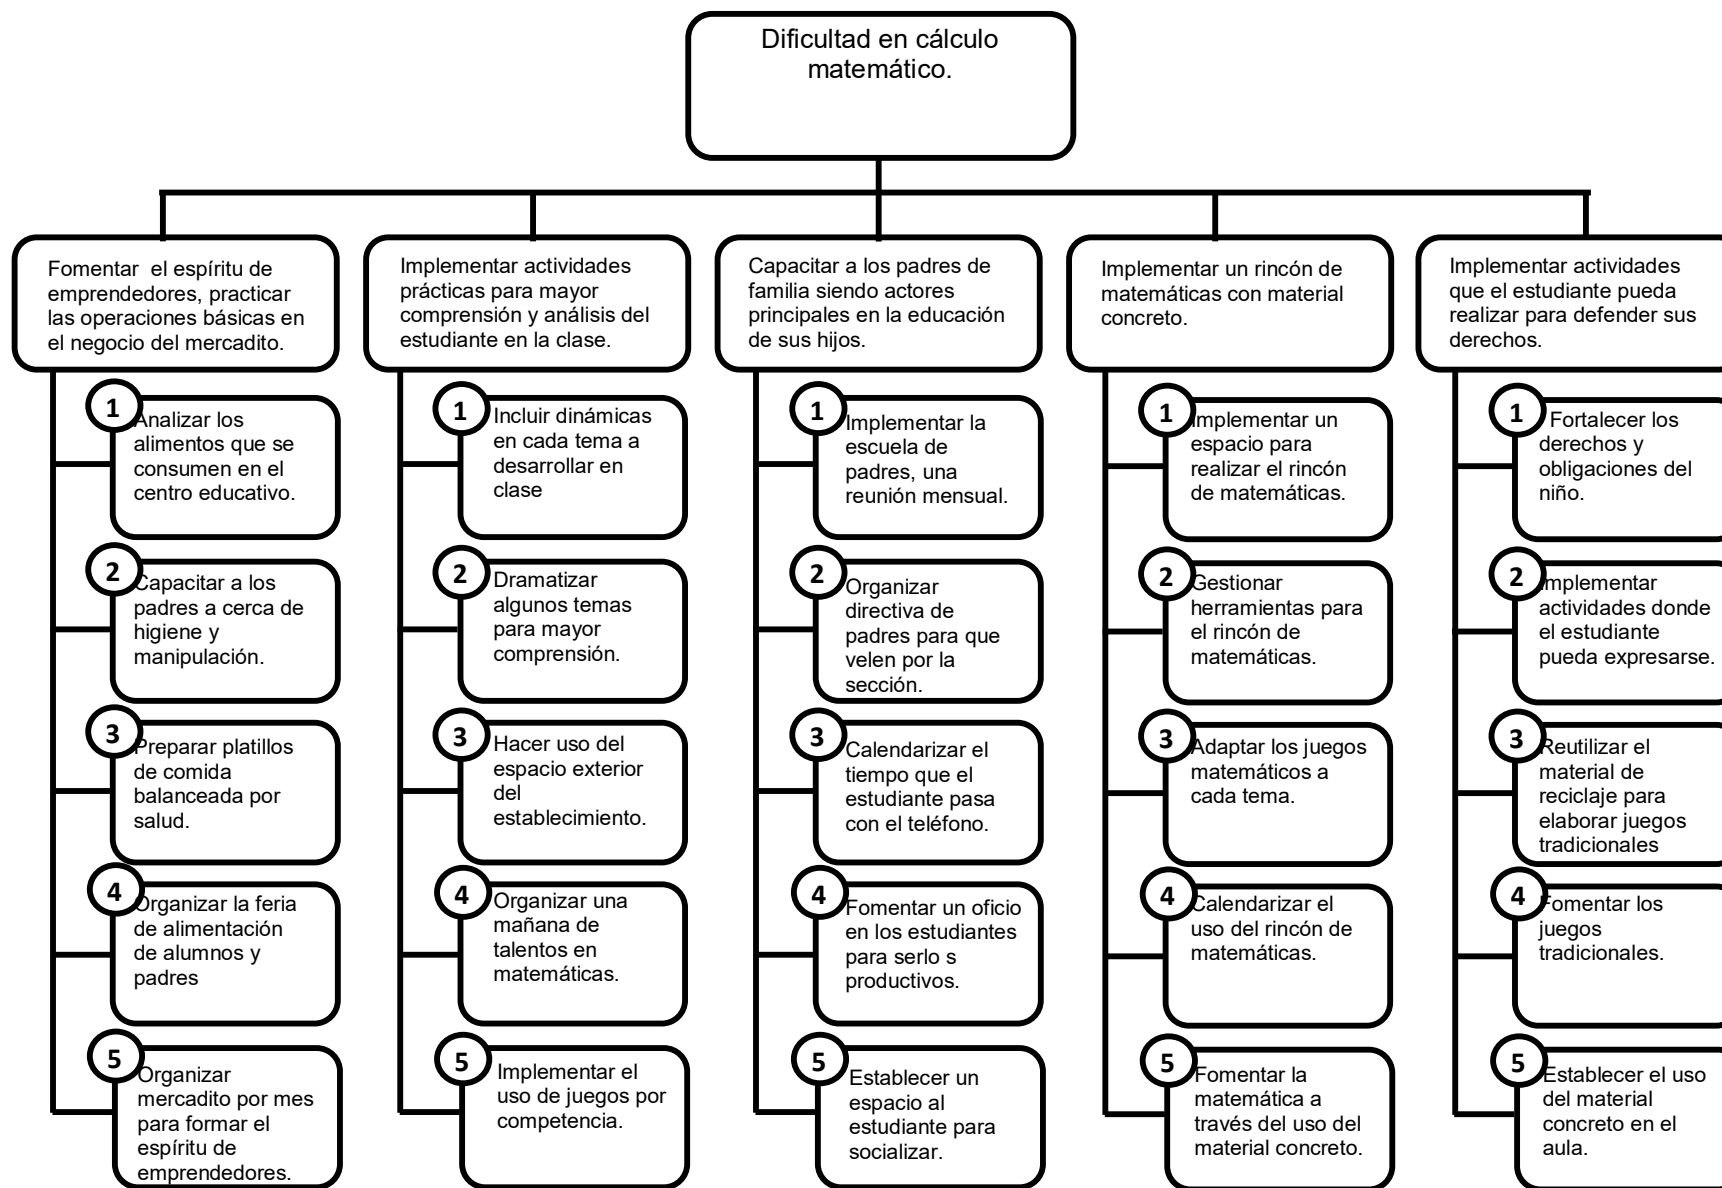 Dificultad en cálculo
matemático.
Fomentar el espíritu de
emprendedores, practicar
las operaciones básicas en
el negocio del mercadito.
1
Analizar los
alimentos que se
consumen en el
centro educativo.
2
Capacitar a los
padres a cerca de
higiene y
manipulación.
3
Preparar platillos
de comida
balanceada por
salud.
4
Organizar la feria
de alimentación
de alumnos y
padres
5
Organizar
mercadito por mes
para formar el
espíritu de
emprendedores.
Implementar actividades
prácticas para mayor
comprensión y análisis del
estudiante en la clase.
1
Incluir dinámicas
en cada tema a
desarrollar en
clase
2
Dramatizar
algunos temas
para mayor
comprensión.
3
Hacer uso del
espacio exterior
del
establecimiento.
4
Organizar una
mañana de
talentos en
matemáticas.
5
Implementar el
uso de juegos por
competencia.
Capacitar a los padres de
familia siendo actores
principales en la educación
de sus hijos.
1
Implementar la
escuela de
padres, una
reunión mensual.
2
Organizar
directiva de
padres para que
velen por la
sección.
3
Calendarizar el
tiempo que el
estudiante pasa
con el teléfono.
4
Fomentar un oficio
en los estudiantes
para serlo s
productivos.
5
Establecer un
espacio al
estudiante para
socializar.
Implementar un rincón de
matemáticas con material
concreto.
1
Implementar un
espacio para
realizar el rincón
de matemáticas.
2
Gestionar
herramientas para
el rincón de
matemáticas.
3
Adaptar los juegos
matemáticos a
cada tema.
4
Calendarizar el
uso del rincón de
matemáticas.
5
Fomentar la
matemática a
través del uso del
material concreto.
Implementar actividades
que el estudiante pueda
realizar para defender sus
derechos.
1
Fortalecer los
derechos y
obligaciones del
niño.
2
Implementar
actividades donde
el estudiante
pueda expresarse.
3
Reutilizar el
material de
reciclaje para
elaborar juegos
tradicionales
4
Fomentar los
juegos
tradicionales.
5
Establecer el uso
del material
concreto en el
aula.